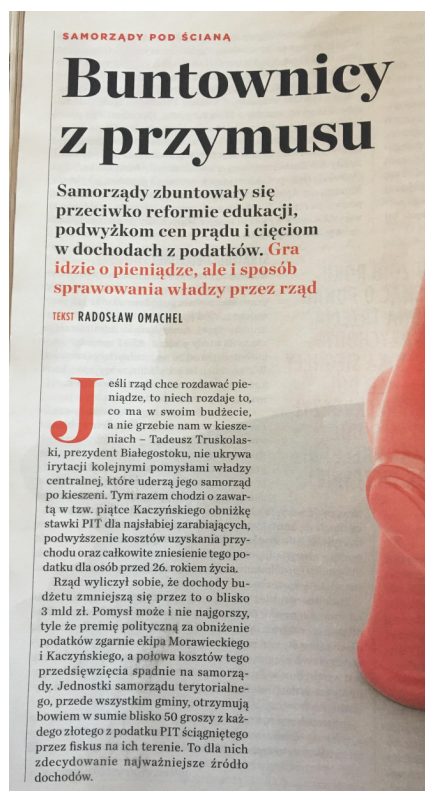 SAMORZĄDY POD ŚCIANĄ
Buntownicy
z przymusu
Samorządy zbuntowały się
przeciwko reformie edukacji,
podwyżkom cen prądu i cięciom
w dochodach z podatków. Gra
idzie o pieniądze, ale i sposób
sprawowania władzy przez rząd
TEKST RADOSŁAW OMACHEL
Jeśli rząd chce rozdawać pie-
niądze, to niech rozdaje to,
co ma w swoim budżecie,
a nie grzebie nam w kiesze-
niach – Tadeusz Truskolas-
ki, prezydent Białegostoku, nie ukrywa
irytacji kolejnymi pomysłami władzy
centralnej, które uderzą jego samorząd
po kieszeni. Tym razem chodzi o zawar-
tą w tzw. piątce Kaczyńskiego obniżkę
stawki PIT dla najsłabiej zarabiających,
podwyższenie kosztów uzyskania przy-
chodu oraz całkowite zniesienie tego po-
datku dla osób przed 26. rokiem życia.
Rząd wyliczył sobie, że dochody bu-
dżetu zmniejszą się przez to o blisko
3 mld zł. Pomysł może i nie najgorszy,
tyle że premię polityczną za obniżenie
podatków zgarnie ekipa Morawieckiego
i Kaczyńskiego, a połowa kosztów tego
przedsięwzięcia spadnie na samorzą-
dy. Jednostki samorządu terytorialne-
go, przede wszystkim gminy, otrzymują
bowiem w sumie blisko 50 groszy z każ-
dego złotego z podatku PIT ściągniętego
przez fiskus na ich terenie. To dla nich
zdecydowanie najważniejsze źródło
dochodów.